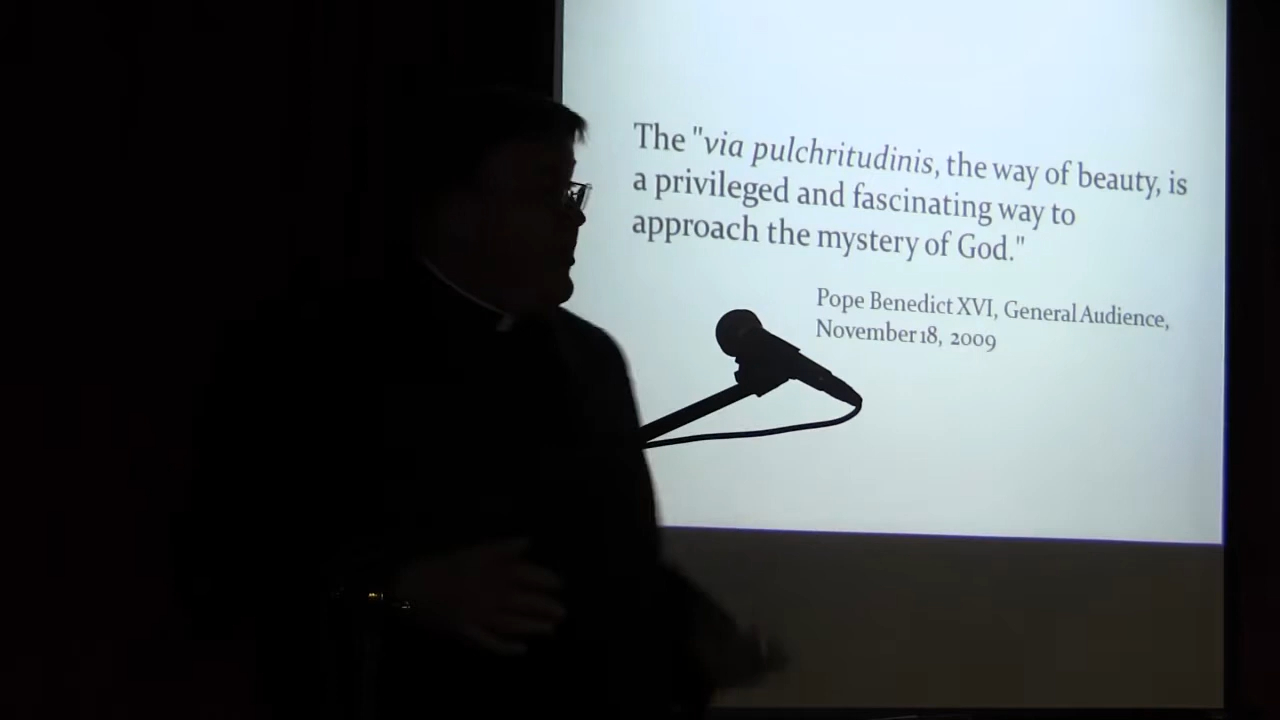 The "via pulchritudinis, the way of beauty, is
a privileged and fascinating way to
approach the mystery of God."
Pope Benedict XVI, General Audience,
November 18, 2009